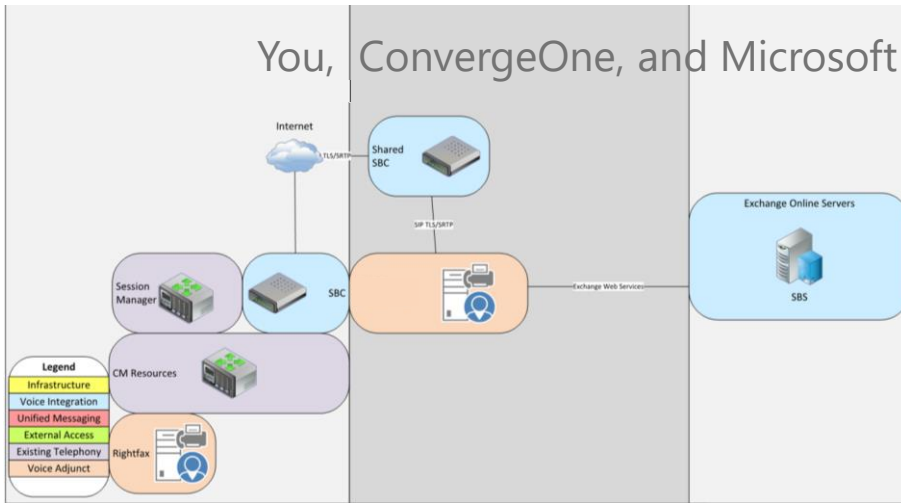 You, ConvergeOne, and Microsoft
Internet
TLS/SRTP
Shared
SBC
SIP TLS/SRTP
Exchange Online Servers
SBS
Session
Manager
SBC
Exchange Web Services
CM Resources
Legend
Infrastructure
Voice Integration
Unified Messaging
External Access
Existing Telephony
Voice Adjunct
Rightfax